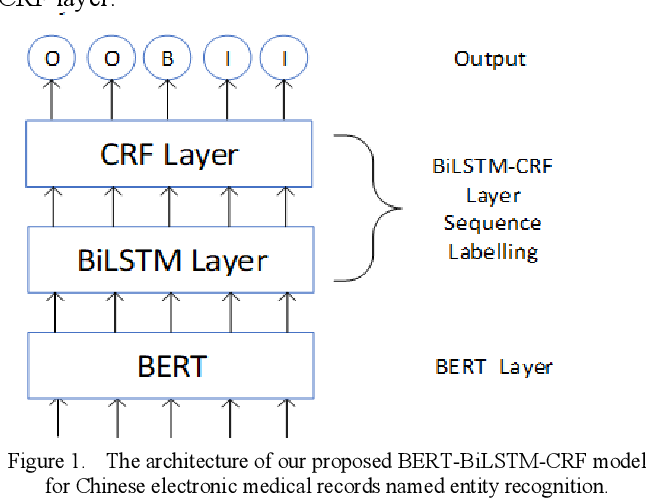 CRF layer.
O O B I I
Output
CRF Layer
BiLSTM-CRF
Layer
Sequence
Labelling
BiLSTM Layer
BERT
BERT Layer
Figure 1. The architecture of our proposed BERT-BiLSTM-CRF model
for Chinese electronic medical records named entity recognition.